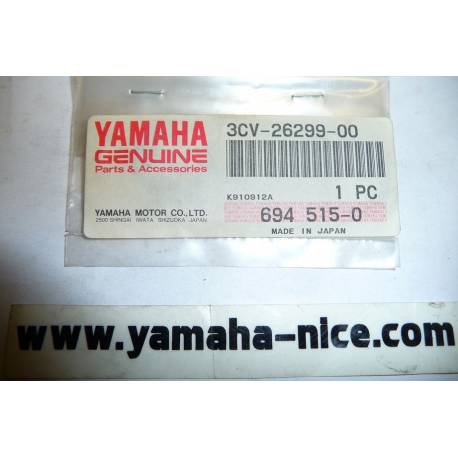 YAMAHA
GENUINE
Parts & Accessories
3CV-26299-00
K910912A
1 PC
YAMAHA MOTOR CO., LTD.
2500 SHINGAI IWATA SHIZUOKA JAPAN
694 515-0
MADE IN JAPAN
www.yamaha-nice.com